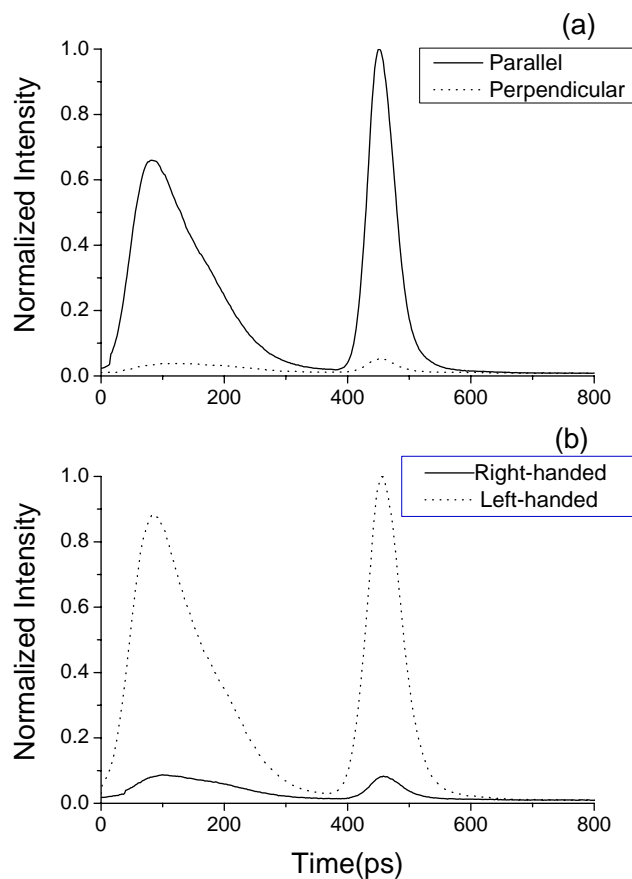 (a)
Parallel
Perpendicular
1.0
0.8
0.6
0.4
0.2
0.0
Normalized Intensity
0
200
400
600
800
(b)
Right-handed
Left-handed
1.0
0.8
0.6
0.4
0.2
0.0
Normalized Intensity
0
200
400
600
800
Time(ps)